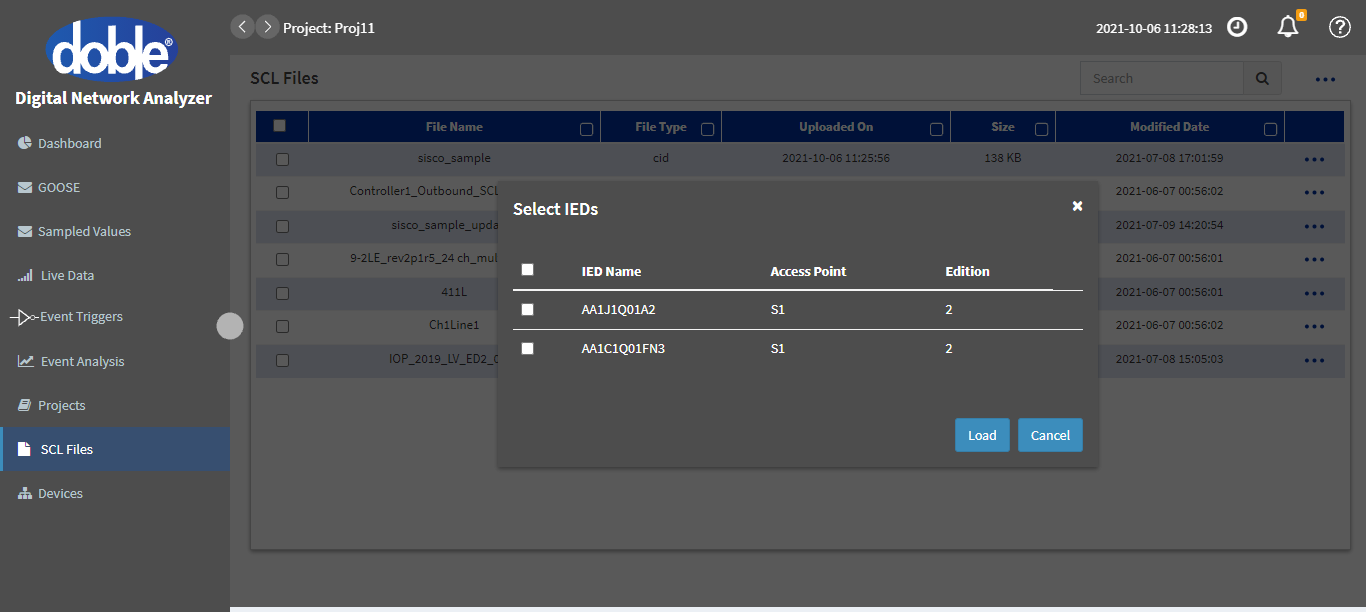 doble®
Digital Network Analyzer
Dashboard
GOOSE
Sampled Values
Live Data
Event Triggers
Event Analysis
Projects
SCL Files
Devices
Project: Proj11
2021-10-06 11:28:13
0
SCL Files
Search
File Name File Type Uploaded On Size Modified Date
sisco_sample cid 2021-10-06 11:25:56 138 KB 2021-07-08 17:01:59
Controller1_Outbound_SCL 2021-06-07 00:56:02
sisco_sample_upda 2021-07-09 14:20:54
9-2LE_rev2p1r5_24 ch_mul 2021-06-07 00:56:01
411L 2021-06-07 00:56:01
Ch1Line1 2021-06-07 00:56:02
IOP_2019_LV_ED2_ 2021-07-08 15:05:03
Select IEDs
IED Name Access Point Edition
AA1J1Q01A2 S1 2
AA1C1Q01FN3 S1 2
Load Cancel